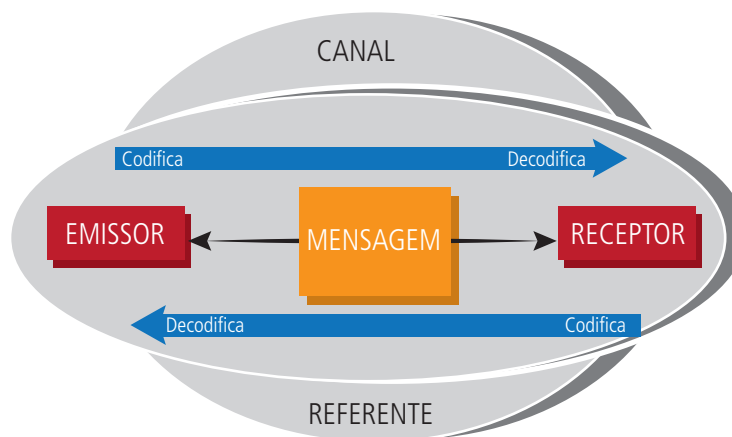 CANAL
Codifica Decodifica
EMISSOR MENSAGEM RECEPTOR
Decodifica Codifica
REFERENTE